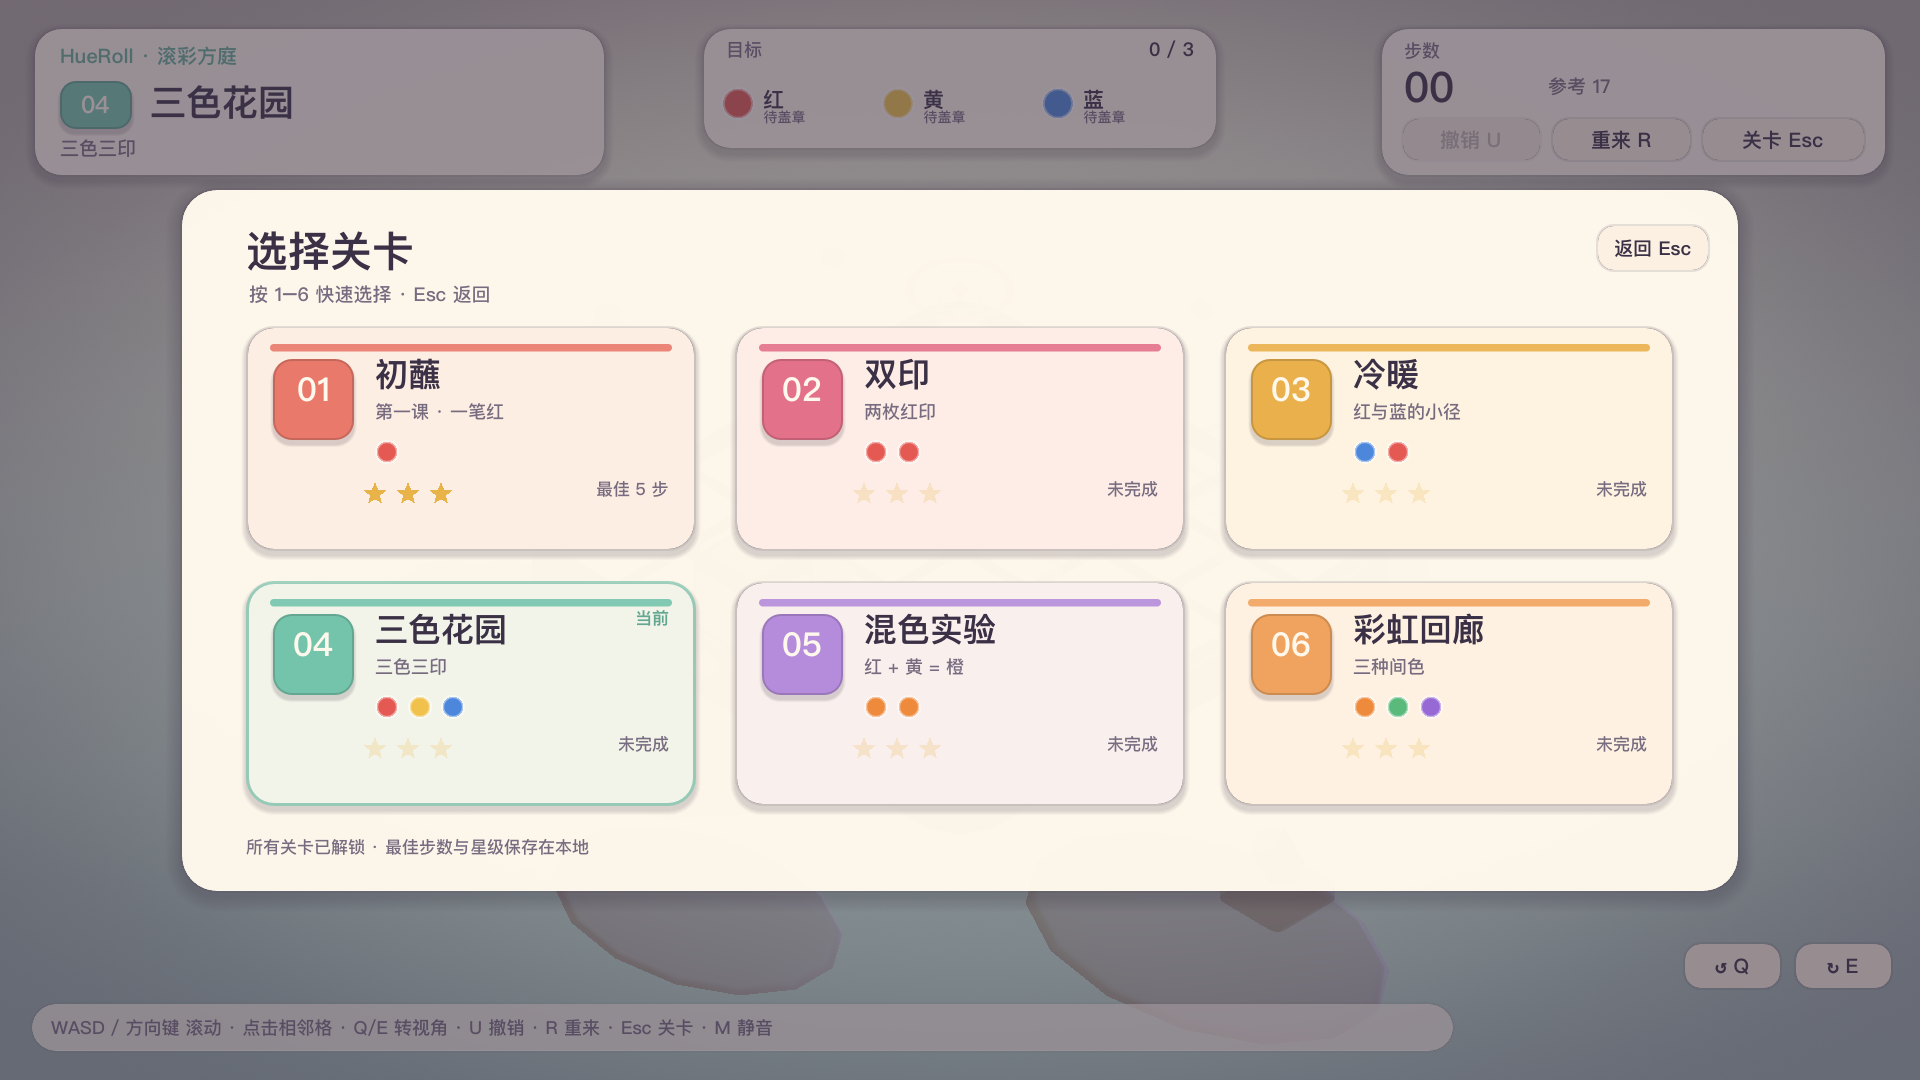 HueRoll · 滚彩方庭
04 三色花园
三色三印
目标 0 / 3
红 待盖章
黄 待盖章
蓝 待盖章
步数
00 参考 17
撤销 U 重来 R 关卡 Esc
选择关卡
返回 Esc
按 1—6 快速选择 · Esc 返回
01 初蘸
第一课 · 一笔红
最佳 5 步
02 双印
两枚红印
未完成
03 冷暖
红与蓝的小径
未完成
当前
04 三色花园
三色三印
未完成
05 混色实验
红 + 黄 = 橙
未完成
06 彩虹回廊
三种间色
未完成
所有关卡已解锁 · 最佳步数与星级保存在本地
↺ Q ↻ E
WASD / 方向键 滚动 · 点击相邻格 · Q/E 转视角 · U 撤销 · R 重来 · Esc 关卡 · M 静音